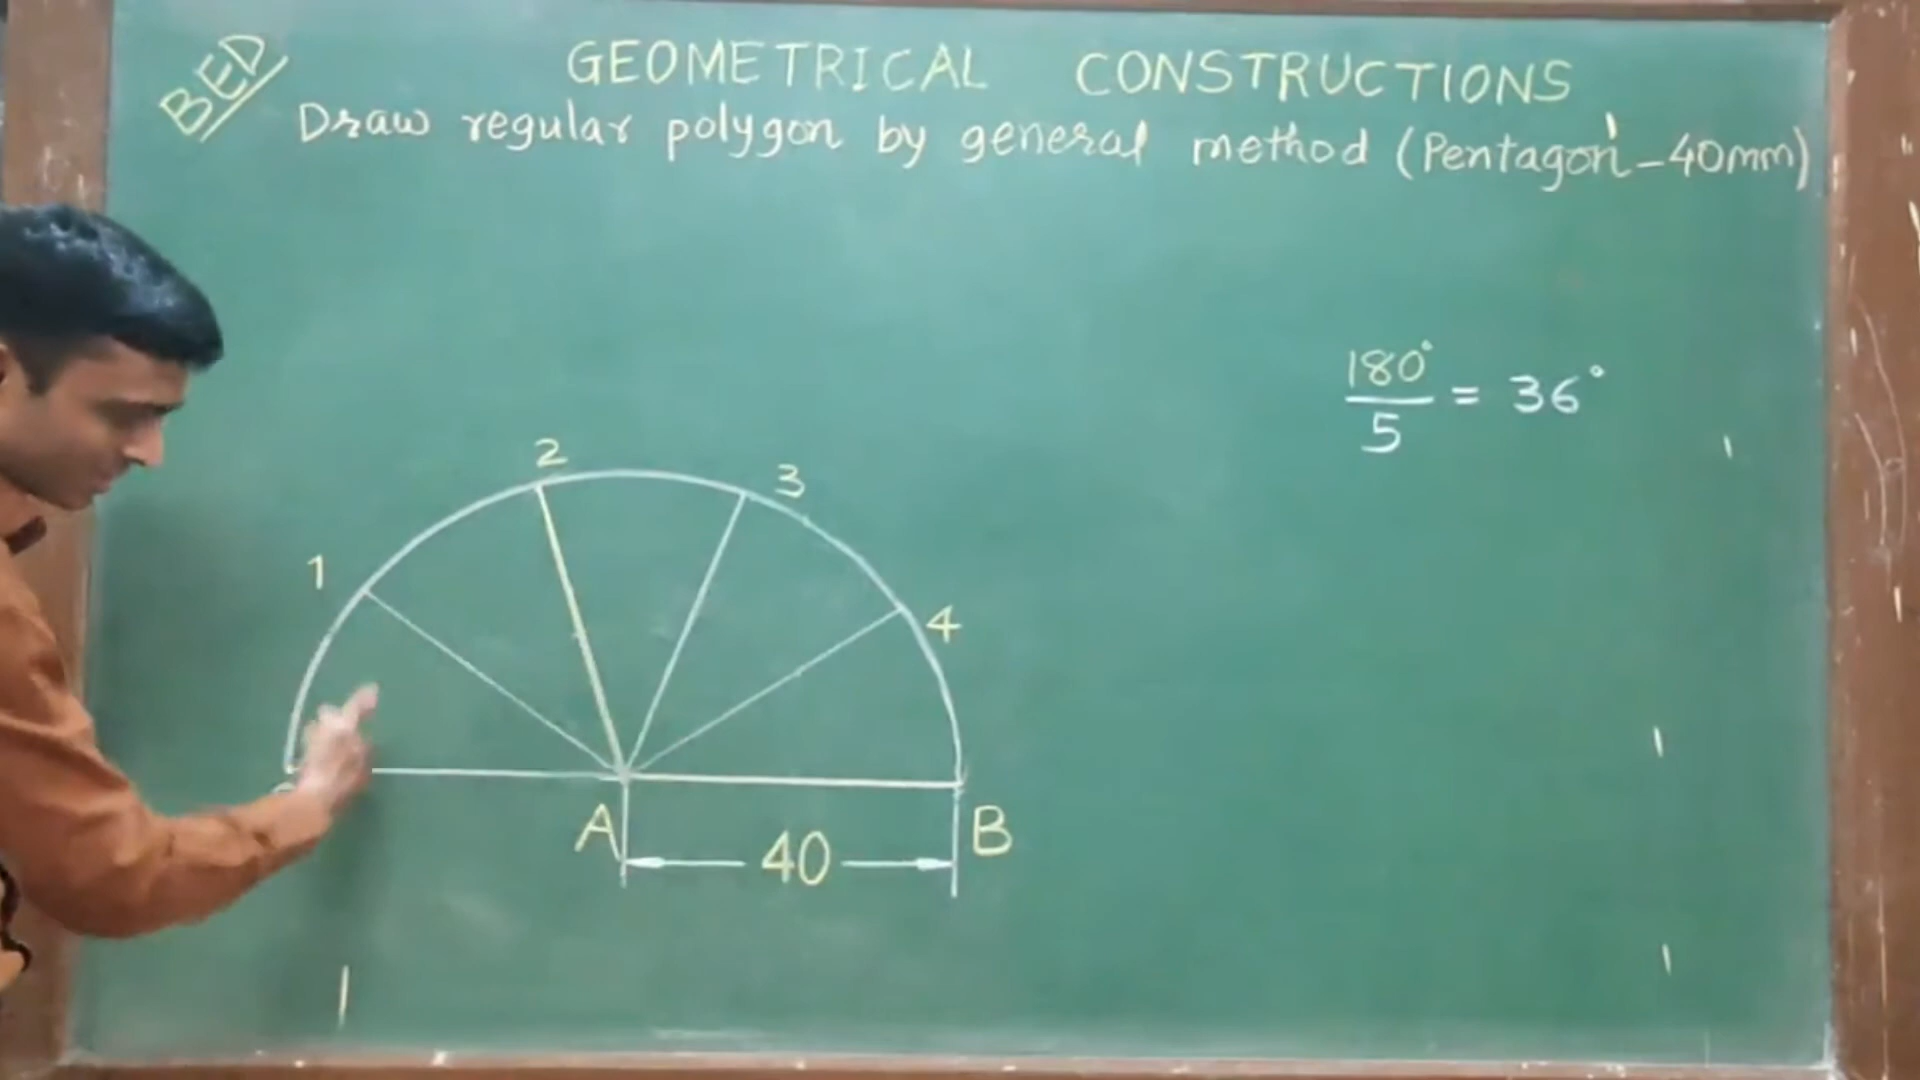 BED
GEOMETRICAL CONSTRUCTIONS
Draw regular polygon by general method (Pentagon-40mm)
180°/5 = 36°
2
3
1
4
A
B
40